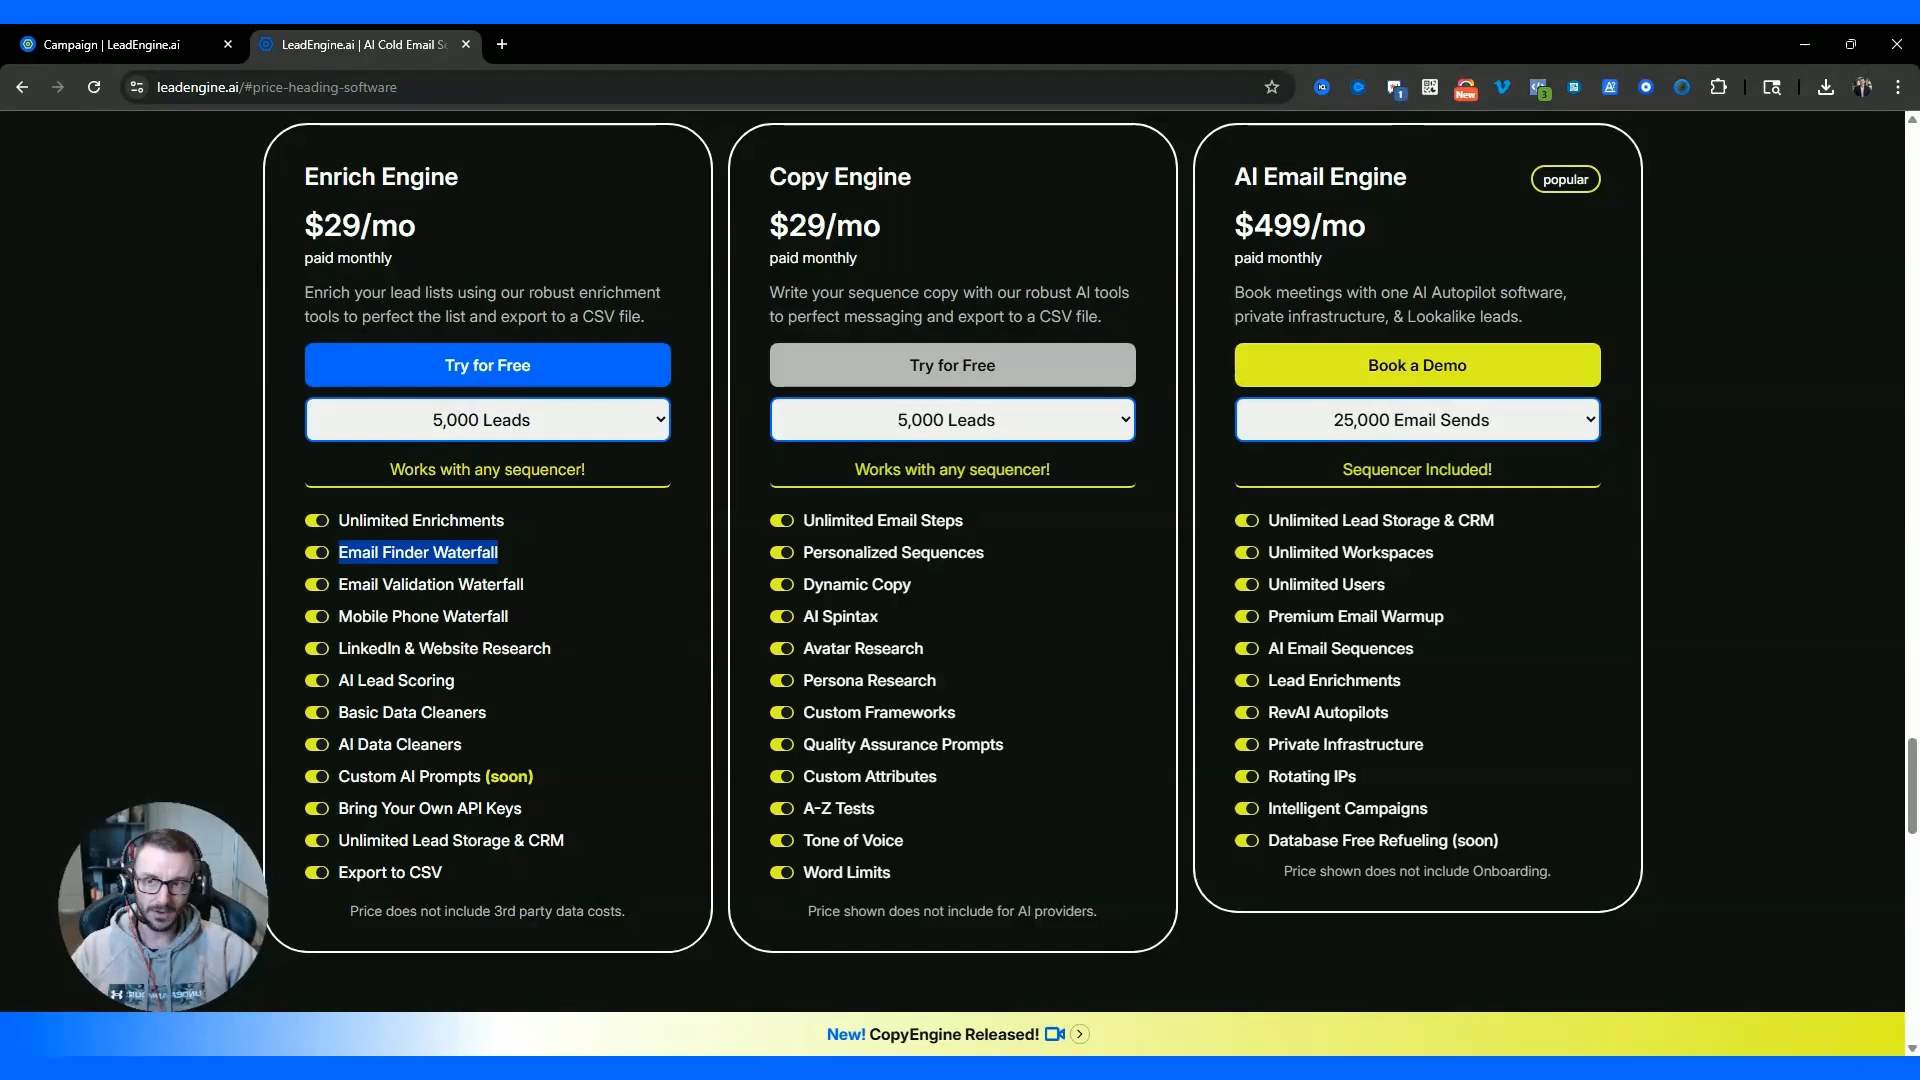 Campaign | LeadEngine.ai
LeadEngine.ai | AI Cold Email S
leadengine.ai/#price-heading-software
1
New
3
Enrich Engine
$29/mo
paid monthly
Enrich your lead lists using our robust enrichment
tools to perfect the list and export to a CSV file.
Try for Free
5,000 Leads
Works with any sequencer!
Unlimited Enrichments
Email Finder Waterfall
Email Validation Waterfall
Mobile Phone Waterfall
LinkedIn & Website Research
AI Lead Scoring
Basic Data Cleaners
AI Data Cleaners
Custom AI Prompts (soon)
Bring Your Own API Keys
Unlimited Lead Storage & CRM
Export to CSV
Price does not include 3rd party data costs.
Copy Engine
$29/mo
paid monthly
Write your sequence copy with our robust AI tools
to perfect messaging and export to a CSV file.
Try for Free
5,000 Leads
Works with any sequencer!
Unlimited Email Steps
Personalized Sequences
Dynamic Copy
AI Spintax
Avatar Research
Persona Research
Custom Frameworks
Quality Assurance Prompts
Custom Attributes
A-Z Tests
Tone of Voice
Word Limits
Price shown does not include for AI providers.
AI Email Engine
popular
$499/mo
paid monthly
Book meetings with one AI Autopilot software,
private infrastructure, & Lookalike leads.
Book a Demo
25,000 Email Sends
Sequencer Included!
Unlimited Lead Storage & CRM
Unlimited Workspaces
Unlimited Users
Premium Email Warmup
AI Email Sequences
Lead Enrichments
RevAI Autopilots
Private Infrastructure
Rotating IPs
Intelligent Campaigns
Database Free Refueling (soon)
Price shown does not include Onboarding.
New! CopyEngine Released!